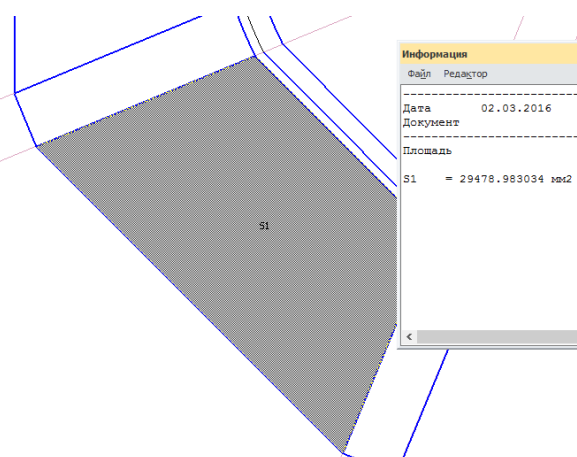 Информация
Файл Редактор
Дата 02.03.2016
Документ
Площадь
S1 = 29478.983034 мм2
S1